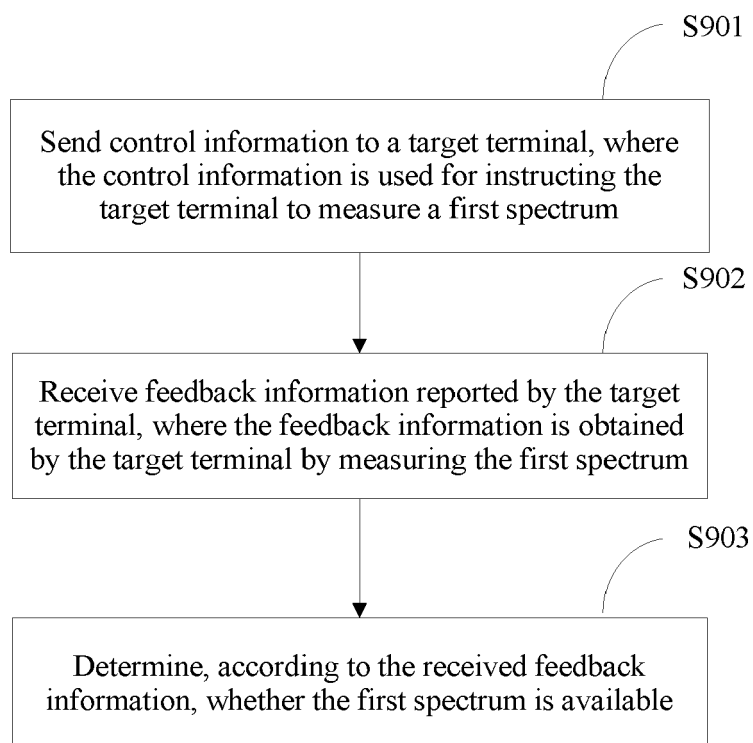 S901
Send control information to a target terminal, where
the control information is used for instructing the
target terminal to measure a first spectrum
S902
Receive feedback information reported by the target
terminal, where the feedback information is obtained
by the target terminal by measuring the first spectrum
S903
Determine, according to the received feedback
information, whether the first spectrum is available